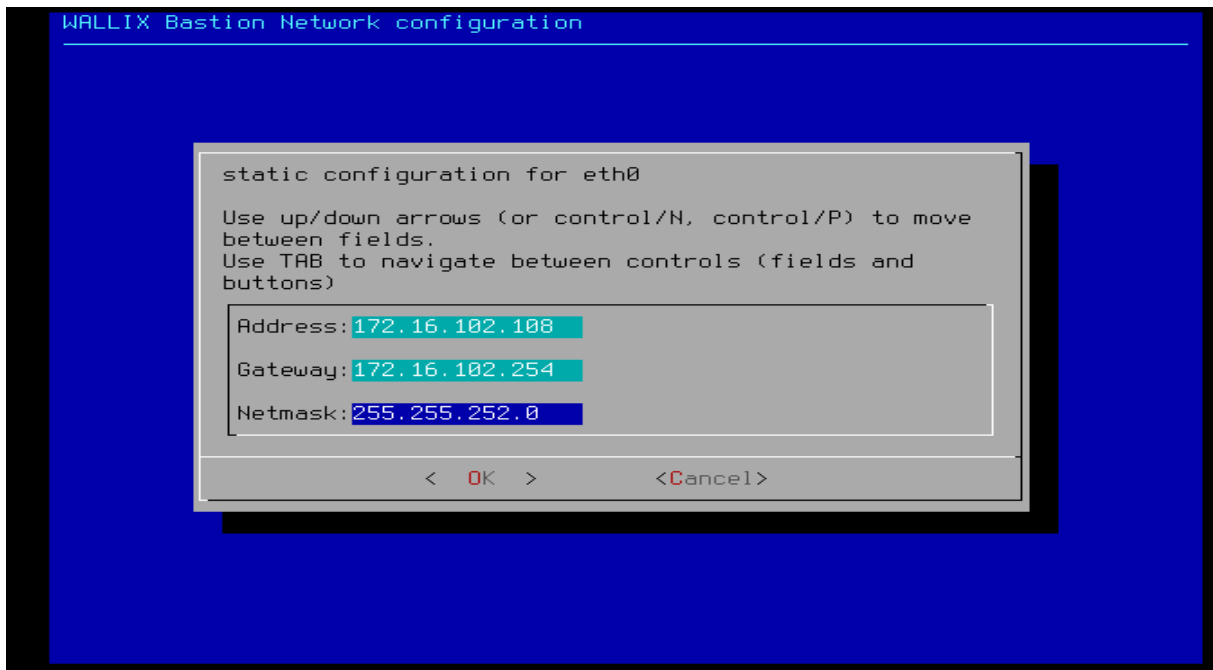 WALLIX Bastion Network configuration
static configuration for eth0
Use up/down arrows (or control/N, control/P) to move
between fields.
Use TAB to navigate between controls (fields and
buttons)
Address:172.16.102.108
Gateway:172.16.102.254
Netmask:255.255.252.0
< OK > <Cancel>